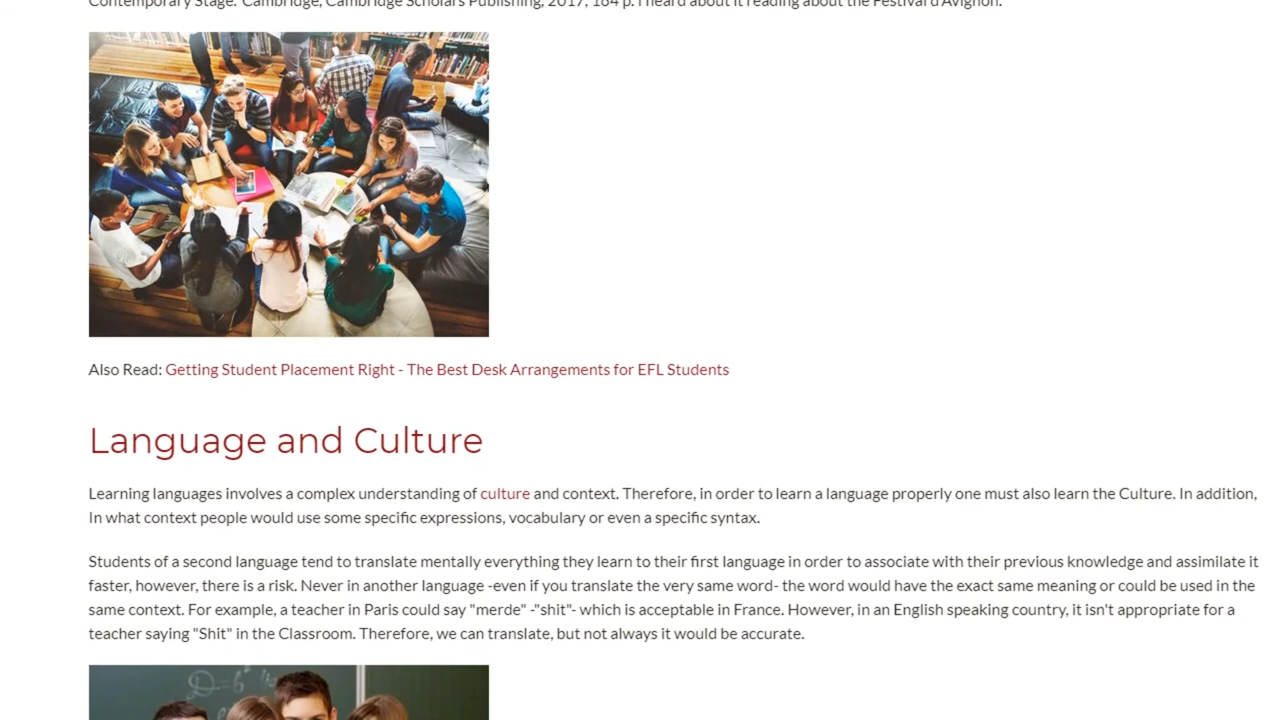 Contemporary Stage. Cambridge, Cambridge Scholars Publishing, 2017, 184 p. I heard about it reading about the Festival d'Avignon.
Also Read: Getting Student Placement Right - The Best Desk Arrangements for EFL Students
Language and Culture
Learning languages involves a complex understanding of culture and context. Therefore, in order to learn a language properly one must also learn the Culture. In addition,
In what context people would use some specific expressions, vocabulary or even a specific syntax.
Students of a second language tend to translate mentally everything they learn to their first language in order to associate with their previous knowledge and assimilate it
faster, however, there is a risk. Never in another language -even if you translate the very same word- the word would have the exact same meaning or could be used in the
same context. For example, a teacher in Paris could say "merde" -"shit"- which is acceptable in France. However, in an English speaking country, it isn't appropriate for a
teacher saying "Shit" in the Classroom. Therefore, we can translate, but not always it would be accurate.